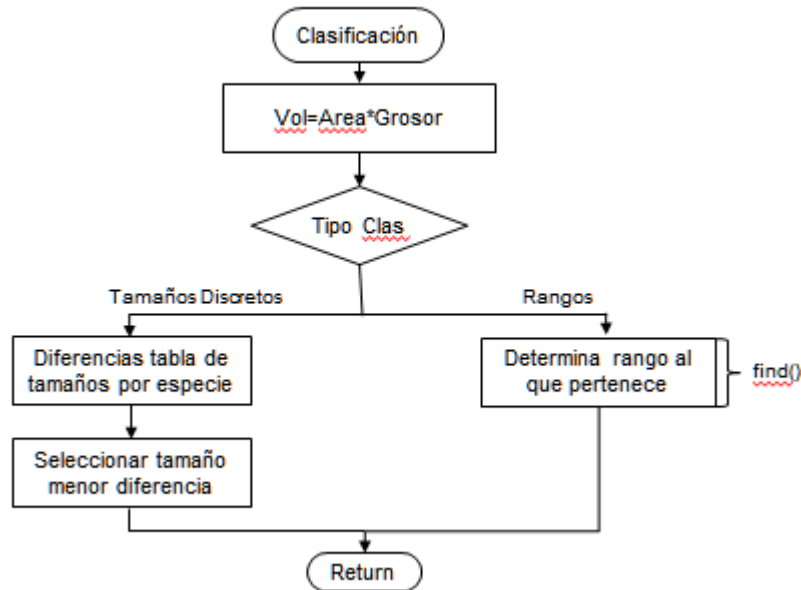 Clasificación
Vol=Area*Grosor
Tipo Clas
Tamaños Discretos
Rangos
Diferencias tabla de
tamaños por especie
Determina rango al
que pertenece
find()
Seleccionar tamaño
menor diferencia
Return